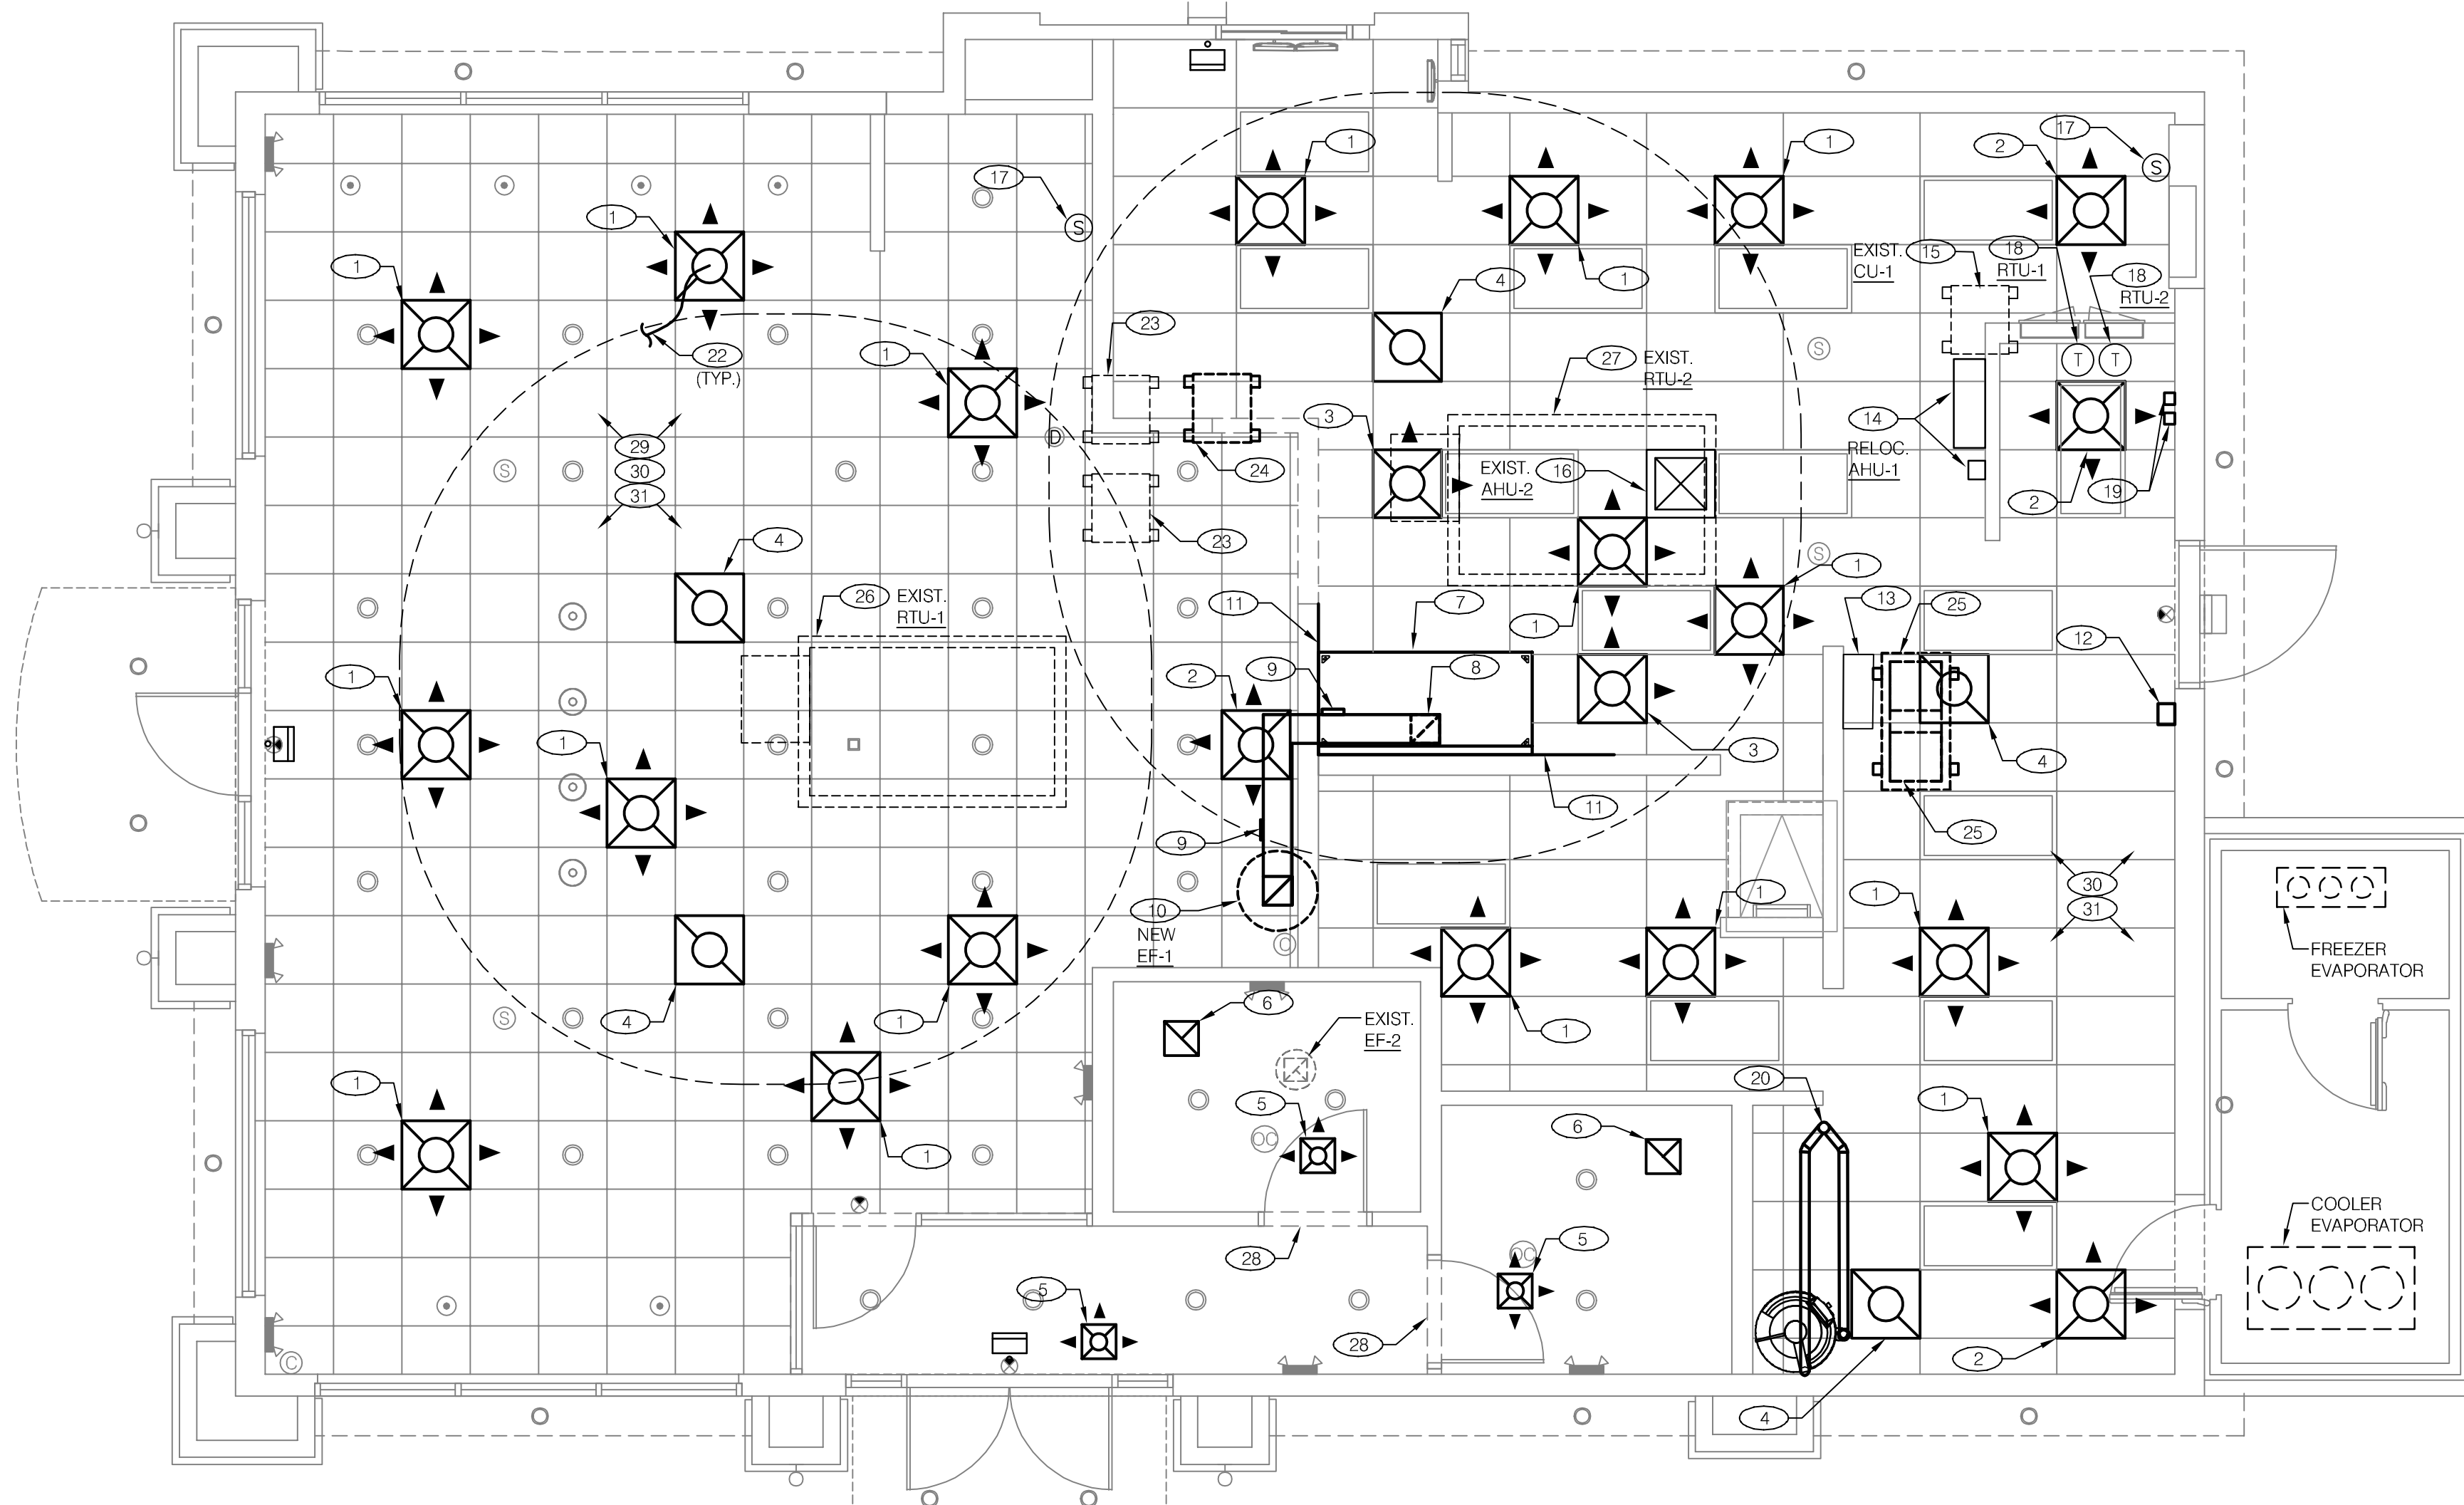 1
1
17
2
17
1
1
1
EXIST.
CU-1
15
18
RTU-1
18
RTU-2
4
1
23
22
(TYP.)
1
27
EXIST.
RTU-2
T
T
3
14
29
30
31
S
D
24
EXIST.
AHU-2
16
RELOC.
AHU-1
2
19
S
S
S
S
4
23
S
1
26
EXIST.
RTU-1
11
7
1
13
25
12
1
2
9
8
3
4
1
11
9
25
10
NEW
EF-1
C
1
1
30
31
FREEZER
EVAPORATOR
4
1
S
6
EXIST.
EF-2
1
1
20
1
5
6
OC
1
28
5
OC
COOLER
EVAPORATOR
5
28
2
C
4